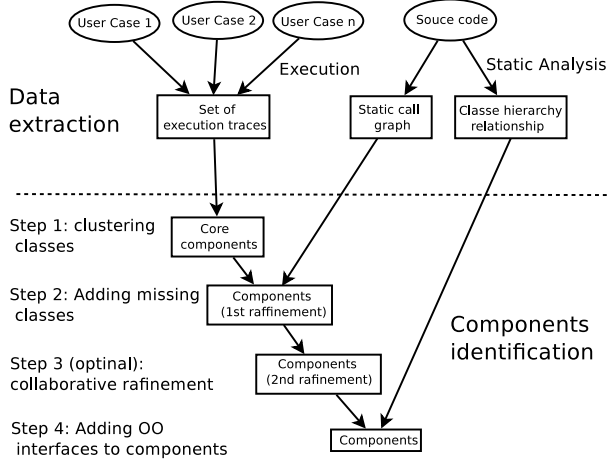 User Case 1
User Case 2
User Case n
Souce code
Execution
Static Analysis
Data
extraction
Set of
execution traces
Static call
graph
Classe hierarchy
relationship
Step 1: clustering
classes
Core
components
Step 2: Adding missing
classes
Components
(1st raffinement)
Components
identification
Step 3 (optinal):
collaborative rafinement
Components
(2nd rafinement)
Step 4: Adding OO
interfaces to components
Components